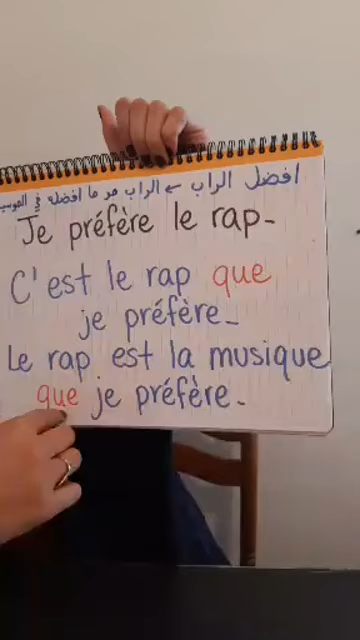 افضل الراب ← الراب هو ما افضله في
Je préfère le rap-
C'est le rap que
je préfère-
Le rap est la musique
que je préfère-